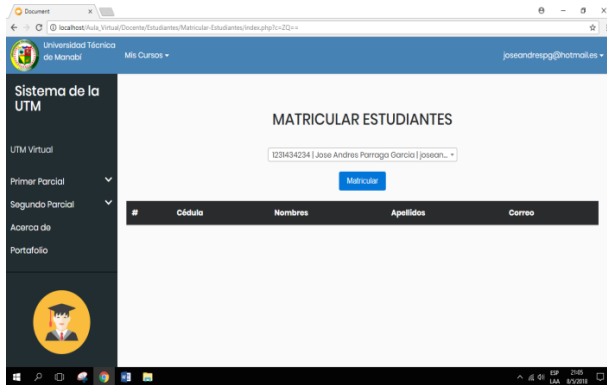 Document
localhost/Aula_Virtual/Docente/Estudiantes/Matricular-Estudiantes/index.php?c=ZQ==
Universidad Técnica
de Manabí
Mis Cursos
joseandrespg@hotmail.es
Sistema de la
UTM
MATRICULAR ESTUDIANTES
UTM Virtual
1231434234 | Jose Andres Parraga Garcia | josean...
Matricular
Primer Parcial
Segundo Parcial
# Cédula Nombres Apellidos Correo
Acerca de
Portafolio
ESP 21:05
LAA 8/5/2018